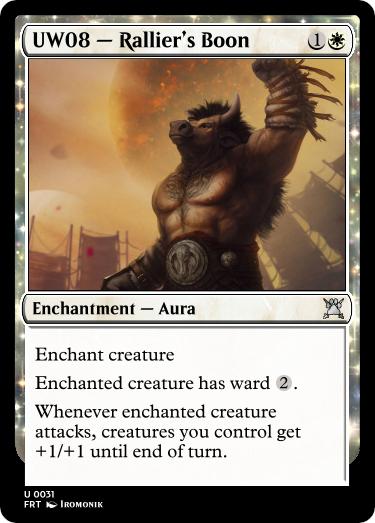 UW08 — Rallier's Boon 1
Enchantment — Aura
Enchant creature
Enchanted creature has ward 2.
Whenever enchanted creature
attacks, creatures you control get
+1/+1 until end of turn.
U 0031
FRT Iromonik